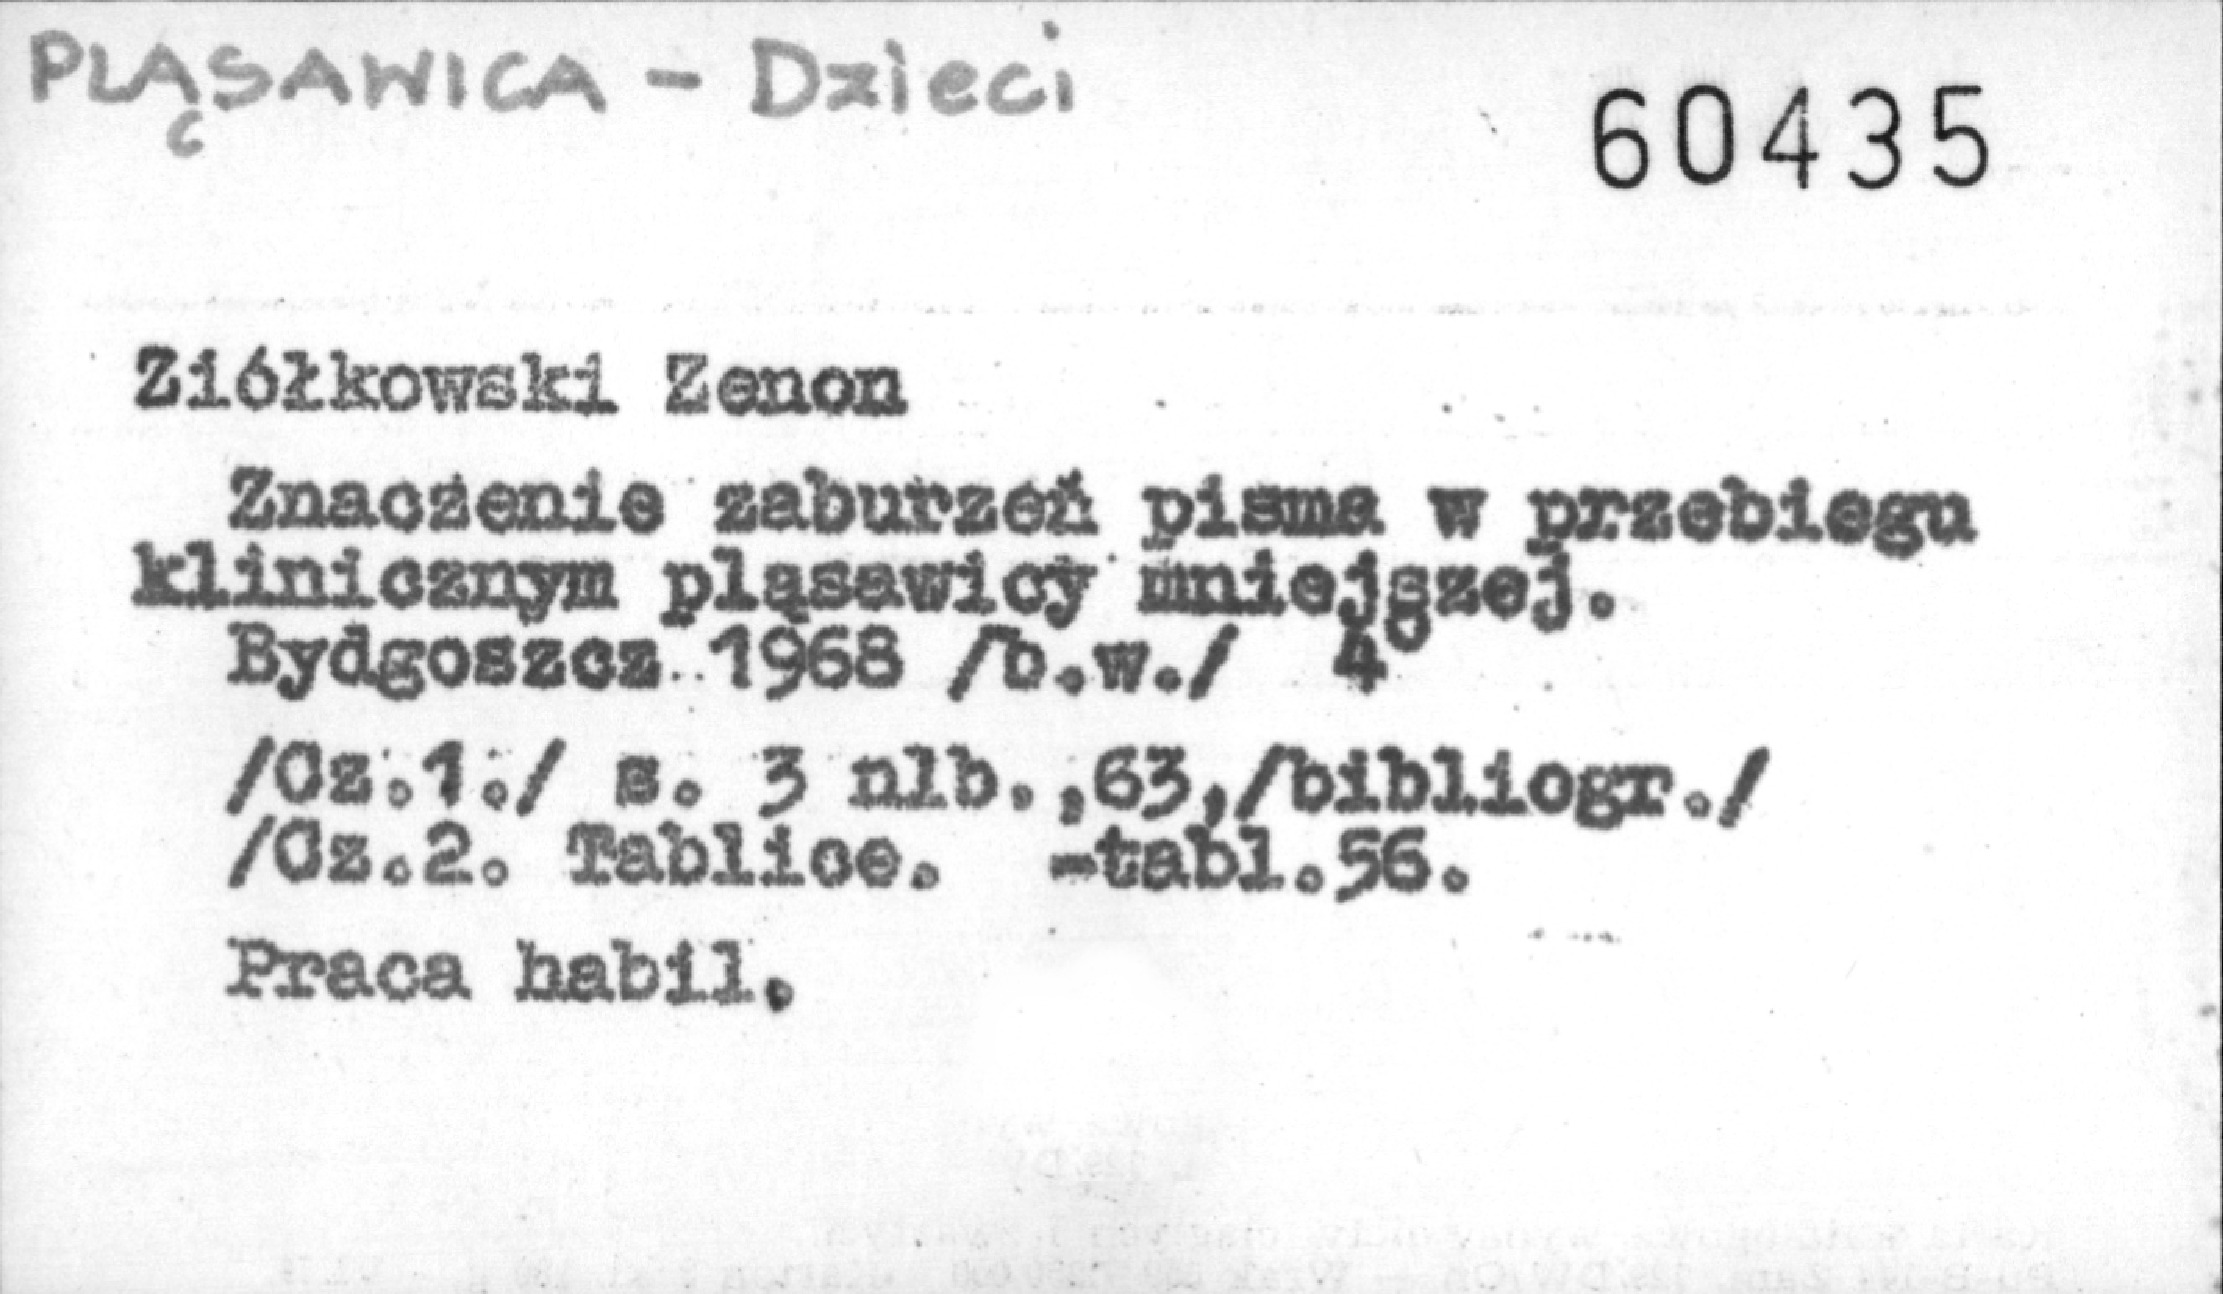 PLĄSAWICA - Dzieci
60435
Ziółkowski Zenon
Znaczenie zaburzeń pisma w przebiegu
klinicznym pląsawicy mniejszej.
Bydgoszcz 1968 /b.w./ 4°
/Cz.1./ s. 3 nlb.,63,/bibliogr./
/Cz.2. Tablice. -tabl.56.
Praca habil.